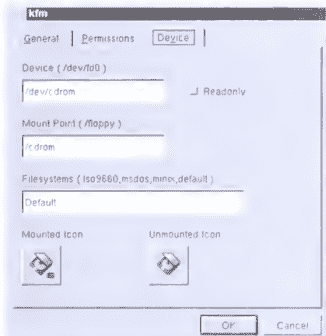 kfm
General Permissions Device
Device ( /dev/fd0 )
/dev/cdrom
Readonly
Mount Point ( /floppy )
/cdrom
Filesystems ( iso9660,msdos,minix,default )
Default
Mounted Icon Unmounted Icon
OK Cancel